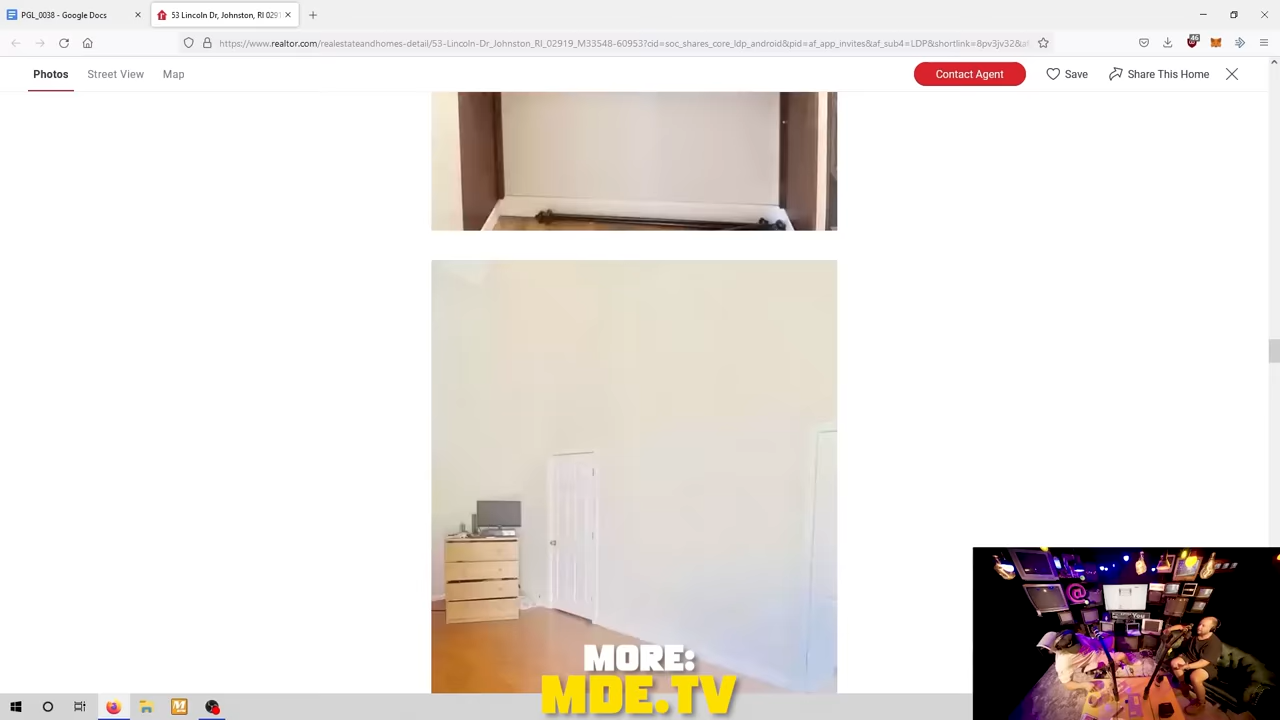 PGL_0038 - Google Docs
53 Lincoln Dr, Johnston, RI 0291
https://www.realtor.com/realestateandhomes-detail/53-Lincoln-Dr_Johnston_RI_02919_M33548-60953?cid=soc_shares_core_ldp_android&pid=af_app_invites&af_sub4=LDP&shortlink=8pv3jv32&af
Photos
Street View
Map
Contact Agent
Save
Share This Home
MORE:
MDE.TV